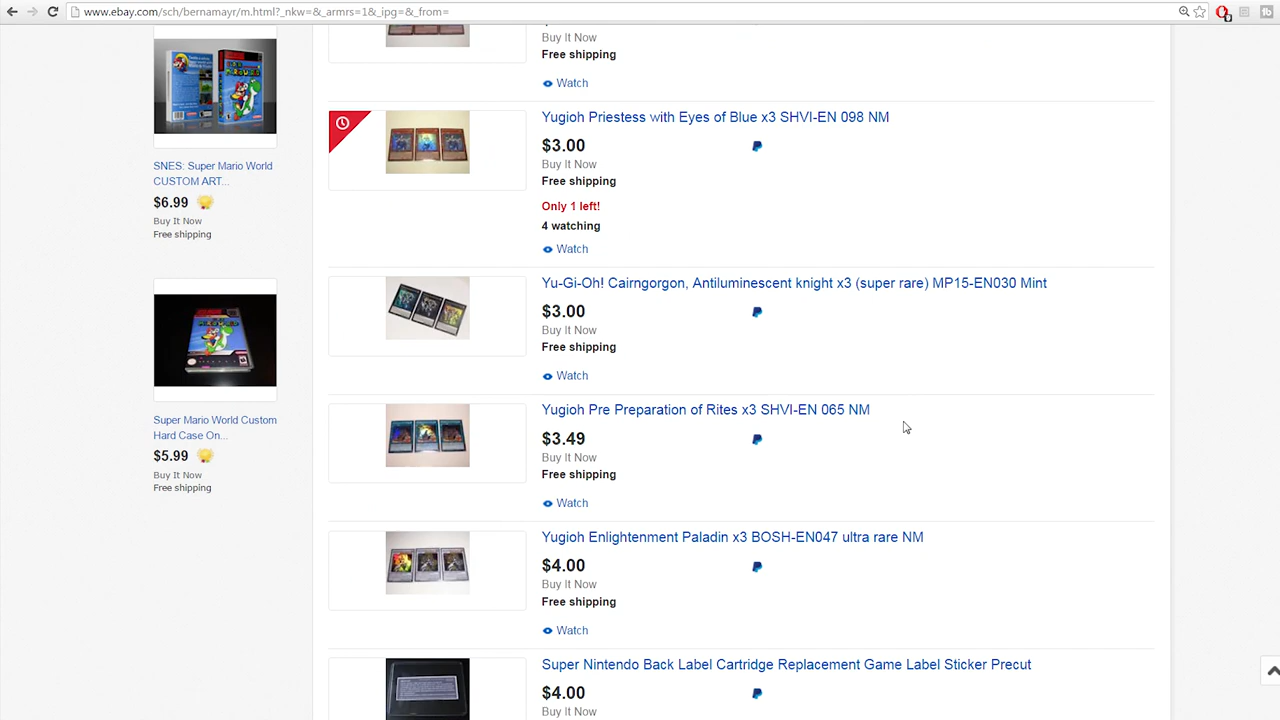 www.ebay.com/sch/bernamayr/m.html?_nkw=&_armrs=1&_ipg=&_from=
Buy It Now
Free shipping
Watch
SNES: Super Mario World
CUSTOM ART...
$6.99
Buy It Now
Free shipping
Super Mario World Custom
Hard Case On...
$5.99
Buy It Now
Free shipping
Yugioh Priestess with Eyes of Blue x3 SHVI-EN 098 NM
$3.00
Buy It Now
Free shipping
Only 1 left!
4 watching
Watch
Yu-Gi-Oh! Cairngorgon, Antiluminescent knight x3 (super rare) MP15-EN030 Mint
$3.00
Buy It Now
Free shipping
Watch
Yugioh Pre Preparation of Rites x3 SHVI-EN 065 NM
$3.49
Buy It Now
Free shipping
Watch
Yugioh Enlightenment Paladin x3 BOSH-EN047 ultra rare NM
$4.00
Buy It Now
Free shipping
Watch
Super Nintendo Back Label Cartridge Replacement Game Label Sticker Precut
$4.00
Buy It Now